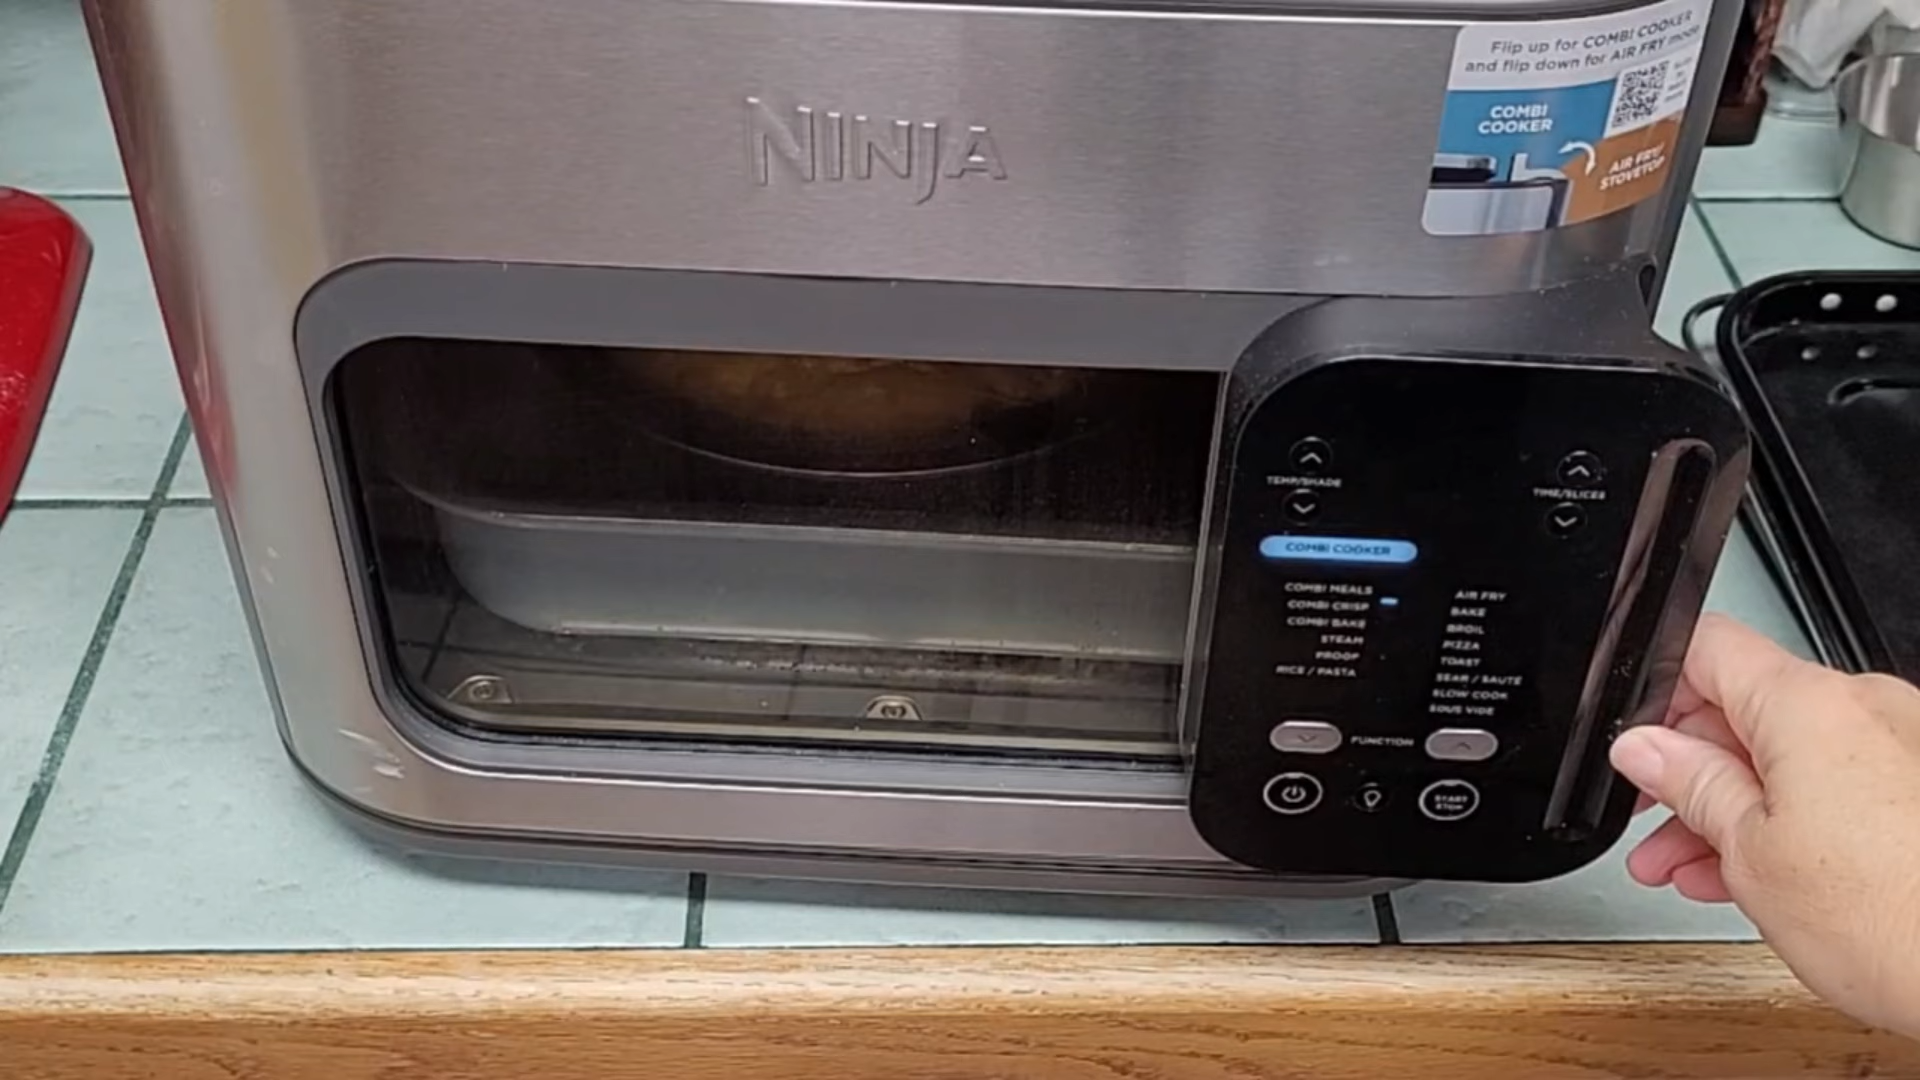 NINJA
Flip up for COMBI COOKER
and flip down for AIR FRY mode
COMBI
COOKER
AIR FRY/
STOVETOP
TEMP/SHADE
TIME/SLICES
COMBI COOKER
COMBI MEALS
COMBI CRISP
COMBI BAKE
STEAM
PROOF
RICE / PASTA
AIR FRY
BAKE
BROIL
PIZZA
TOAST
SEAR / SAUTÉ
SLOW COOK
SOUS VIDE
FUNCTION
START
STOP